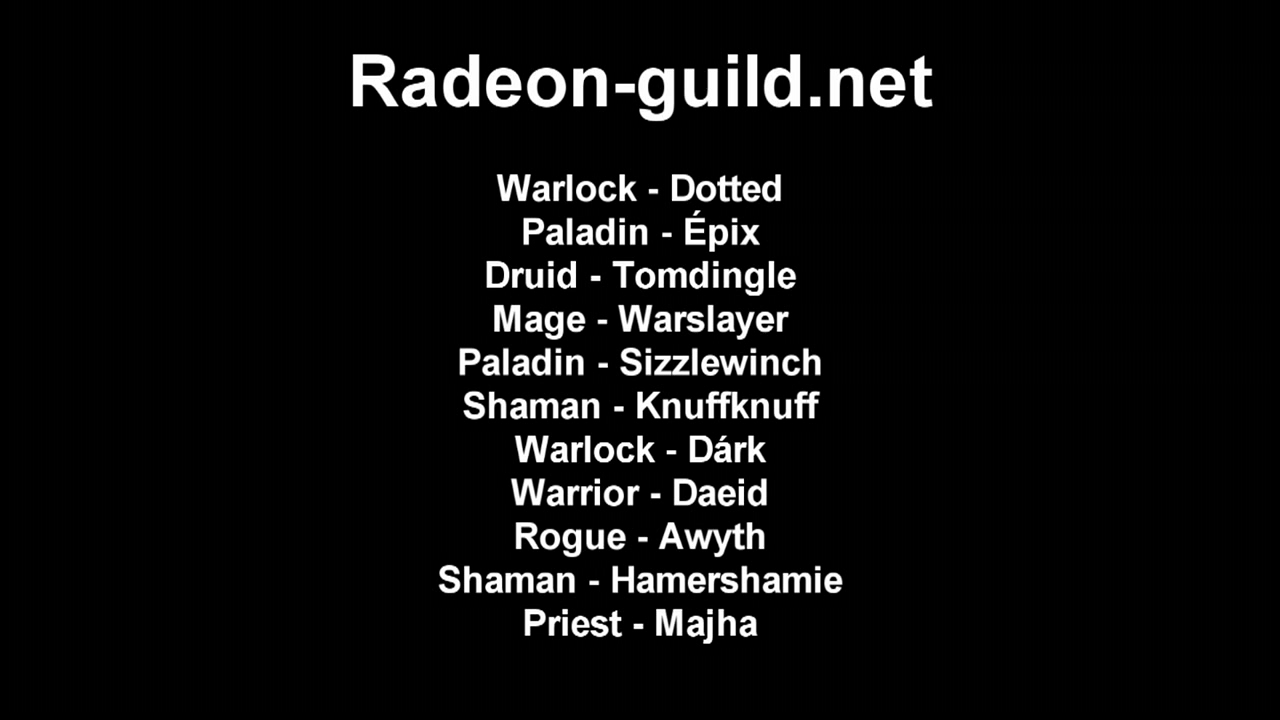 Radeon-guild.net
Warlock - Dotted
Paladin - Épix
Druid - Tomdingle
Mage - Warslayer
Paladin - Sizzlewinch
Shaman - Knuffknuff
Warlock - Dárk
Warrior - Daeid
Rogue - Awyth
Shaman - Hamershamie
Priest - Majha